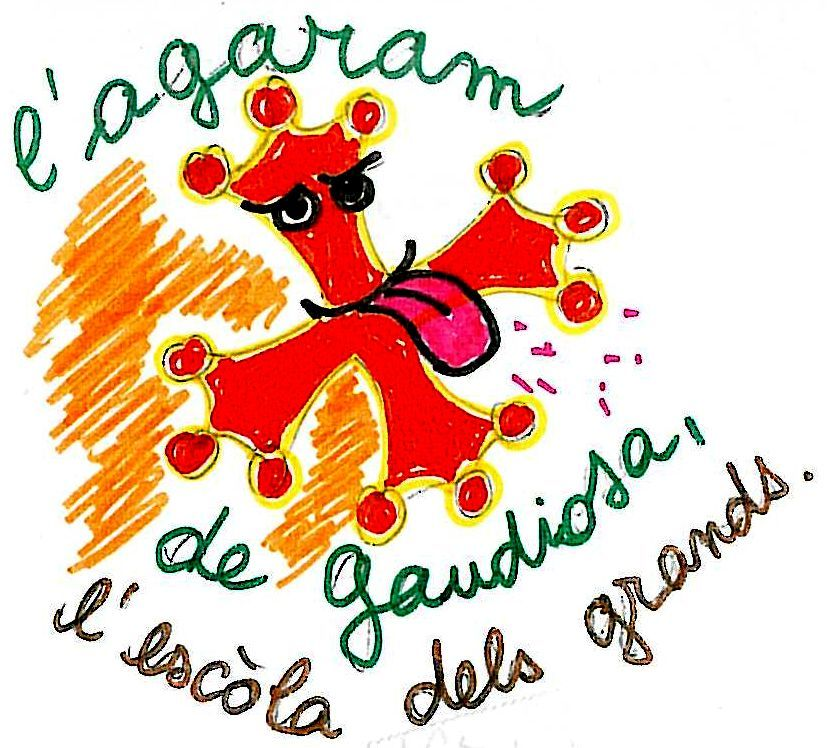 l'agaram
de gaudiosa,
l'escòla dels grands.